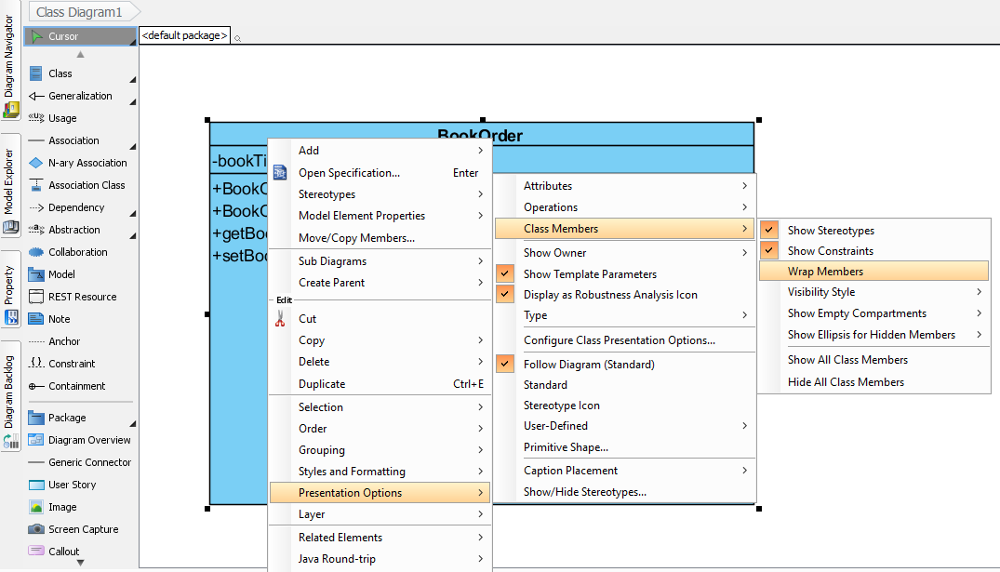 Class Diagram1
Diagram Navigator
Model Explorer
Property
Diagram Backlog
Cursor
Class
Generalization
Usage
Association
N-ary Association
Association Class
Dependency
Abstraction
Collaboration
Model
REST Resource
Note
Anchor
Constraint
Containment
Package
Diagram Overview
Generic Connector
User Story
Image
Screen Capture
Callout
<default package>
BookOrder
-bookTi
+BookO
+BookO
+getBoo
+setBoo
Add
Open Specification... Enter
Stereotypes
Model Element Properties
Move/Copy Members...
Sub Diagrams
Create Parent
Edit
Cut
Copy
Delete
Duplicate Ctrl+E
Selection
Order
Grouping
Styles and Formatting
Presentation Options
Layer
Related Elements
Java Round-trip
Attributes
Operations
Class Members
Show Owner
Show Template Parameters
Display as Robustness Analysis Icon
Type
Configure Class Presentation Options...
Follow Diagram (Standard)
Standard
Stereotype Icon
User-Defined
Primitive Shape...
Caption Placement
Show/Hide Stereotypes...
Show Stereotypes
Show Constraints
Wrap Members
Visibility Style
Show Empty Compartments
Show Ellipsis for Hidden Members
Show All Class Members
Hide All Class Members